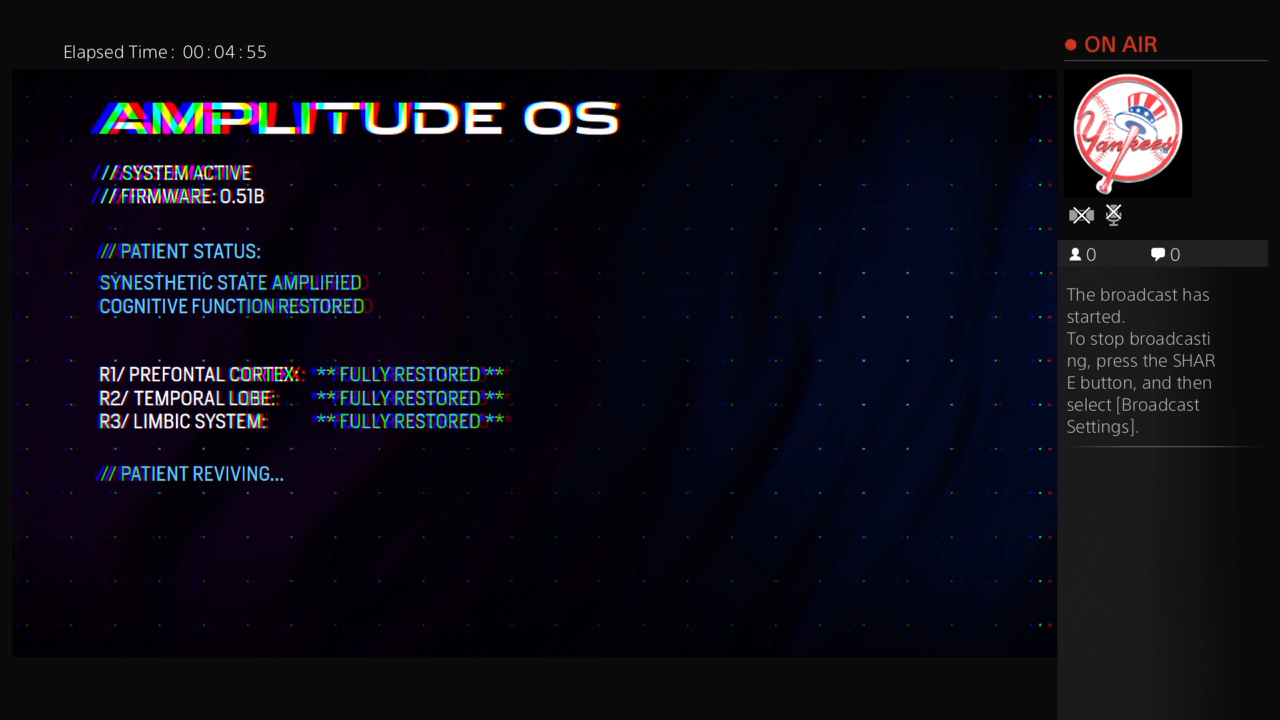 Elapsed Time: 00:04:55
ON AIR
AMPLITUDE OS
// SYSTEM ACTIVE
// FIRMWARE: 0.51B
Yankees
// PATIENT STATUS:
0 0
SYNESTHETIC STATE AMPLIFIED
COGNITIVE FUNCTION RESTORED
The broadcast has
started.
To stop broadcasti
ng, press the SHAR
E button, and then
select [Broadcast
Settings].
R1/ PREFONTAL CORTEX: **FULLY RESTORED**
R2/ TEMPORAL LOBE: **FULLY RESTORED**
R3/ LIMBIC SYSTEM: **FULLY RESTORED**
// PATIENT REVIVING...